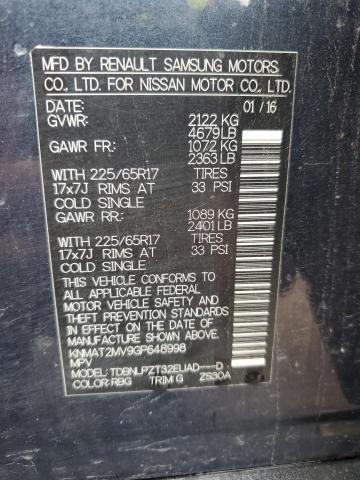 MFD BY RENAULT SAMSUNG MOTORS
CO., LTD. FOR NISSAN MOTOR CO., LTD.
DATE: 01/16
GVWR: 2122 KG
4679LB
GAWR FR: 1072 KG
2363 LB
WITH 225/65R17 TIRES
17x7J RIMS AT 33 PSI
COLD SINGLE
GAWR RR: 1089 KG
2401 LB
WITH 225/65R17 TIRES
17x7J RIMS AT 33 PSI
COLD SINGLE
THIS VEHICLE CONFORMS TO ALL
APPLICABLE FEDERAL
MOTOR VEHICLE SAFETY AND
THEFT PREVENTION
STANDARDS IN EFFECT ON THE
DATE OF MANUFACTURE
SHOWN ABOVE.
KNMAT2MV9GP648998
MPV
MODEL: TDBNLPZT32EUAD---D
COLOR: RBG TRIM: G ZS30A